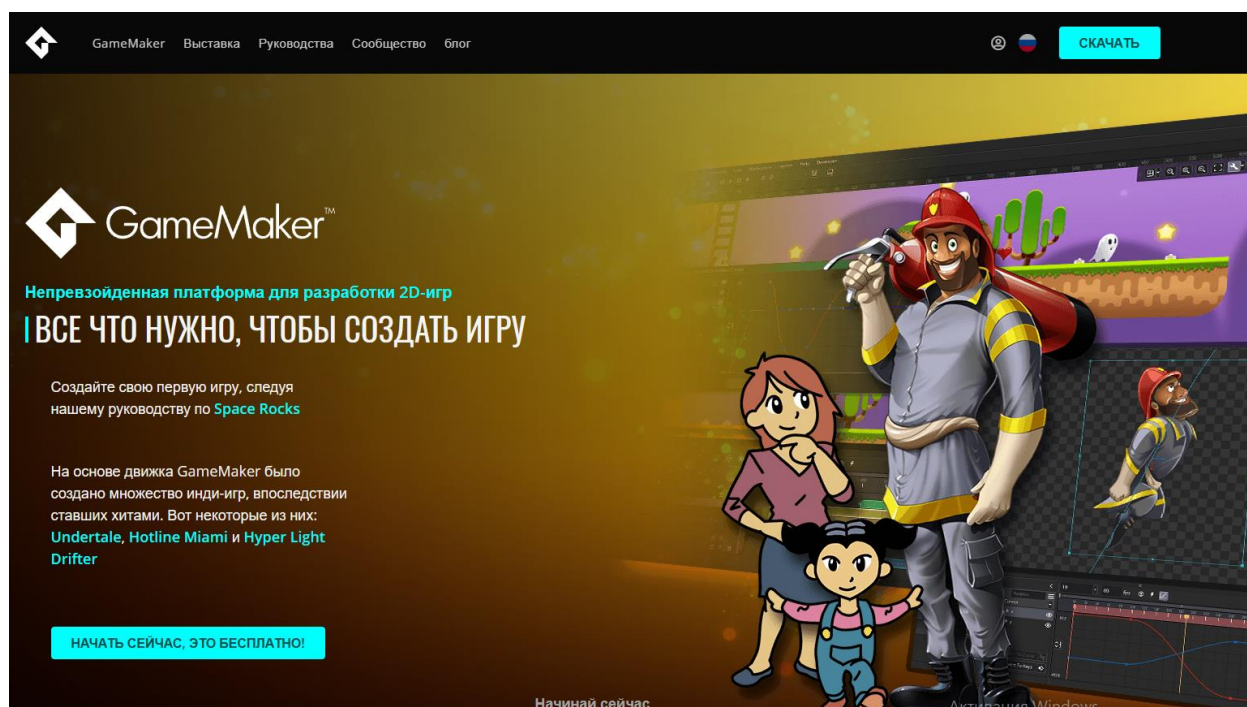 GameMaker Выставка Руководства Сообщество блог
СКАЧАТЬ
GameMaker™
Непревзойденная платформа для разработки 2D-игр
ВСЕ ЧТО НУЖНО, ЧТОБЫ СОЗДАТЬ ИГРУ
Создайте свою первую игру, следуя
нашему руководству по Space Rocks
На основе движка GameMaker было
создано множество инди-игр, впоследствии
ставших хитами. Вот некоторые из них:
Undertale, Hotline Miami и Hyper Light
Drifter
НАЧАТЬ СЕЙЧАС, ЭТО БЕСПЛАТНО!
Начинай сейчас
Активация Windows